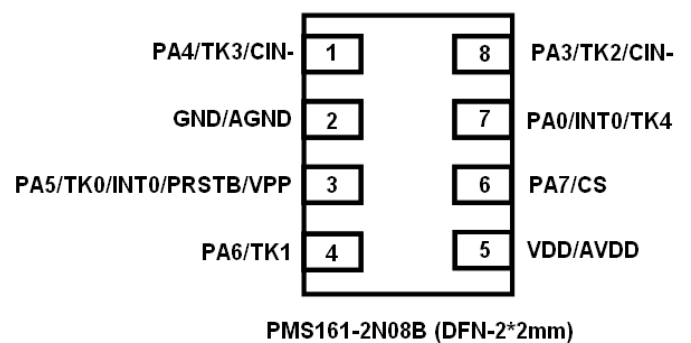 PA4/TK3/CIN- 1 8 PA3/TK2/CIN-
GND/AGND 2 7 PA0/INT0/TK4
PA5/TK0/INT0/PRSTB/VPP 3 6 PA7/CS
PA6/TK1 4 5 VDD/AVDD
PMS161-2N08B (DFN-2*2mm)